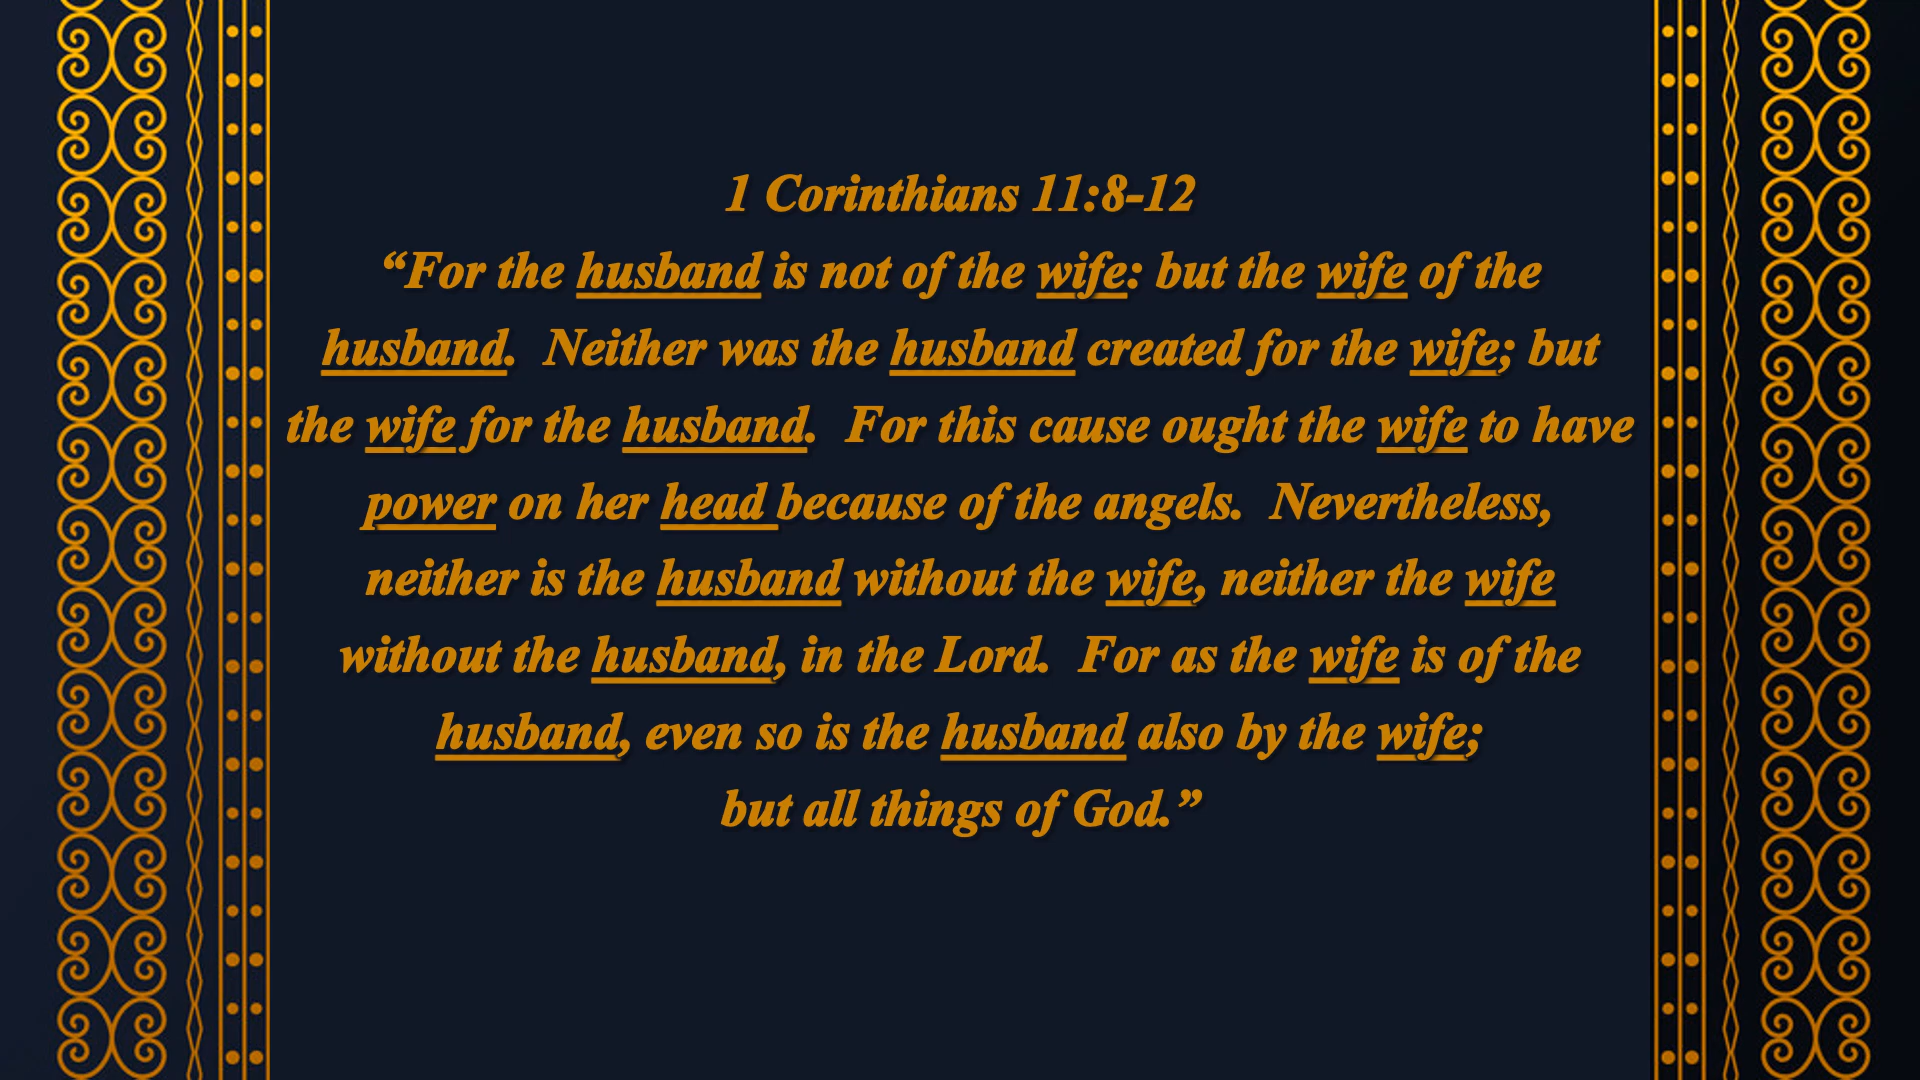 1 Corinthians 11:8-12
“For the husband is not of the wife: but the wife of the
husband.  Neither was the husband created for the wife; but
the wife for the husband.  For this cause ought the wife to have
power on her head because of the angels.  Nevertheless,
neither is the husband without the wife, neither the wife
without the husband, in the Lord.  For as the wife is of the
husband, even so is the husband also by the wife;
but all things of God.”